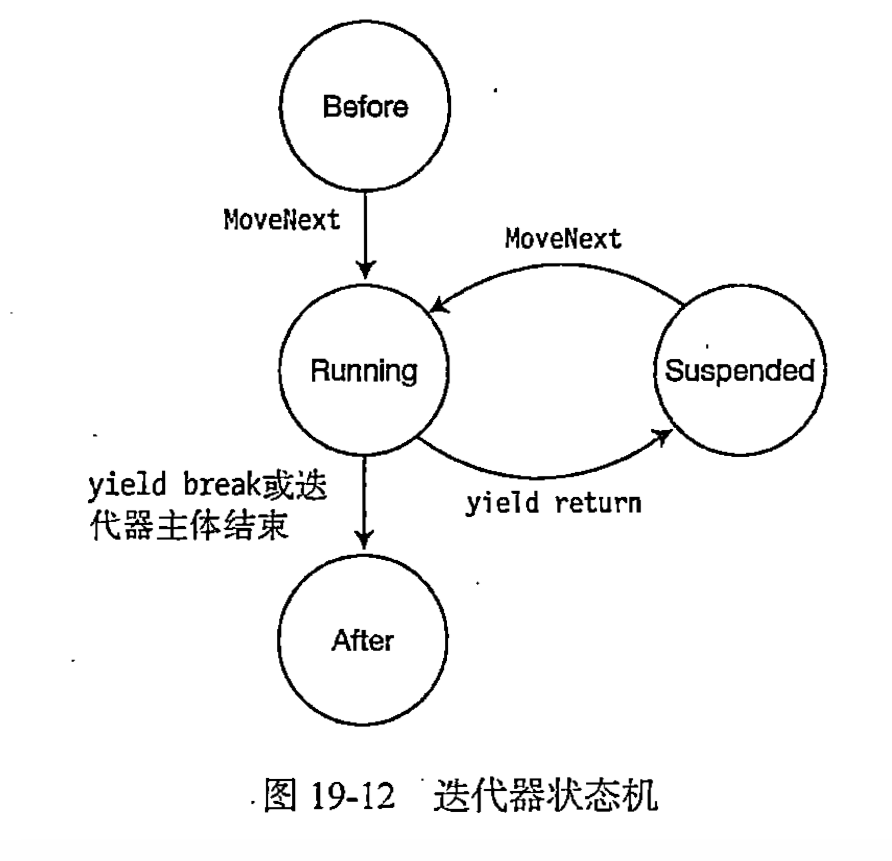 Before
MoveNext
MoveNext
Running
Suspended
yield break或迭
代器主体结束
yield return
After
图 19-12 迭代器状态机